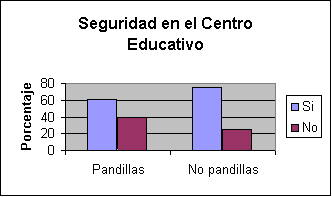 Seguridad en el Centro
Educativo
Porcentaje
80
60
40
20
0
Pandillas
No pandillas
Si
No